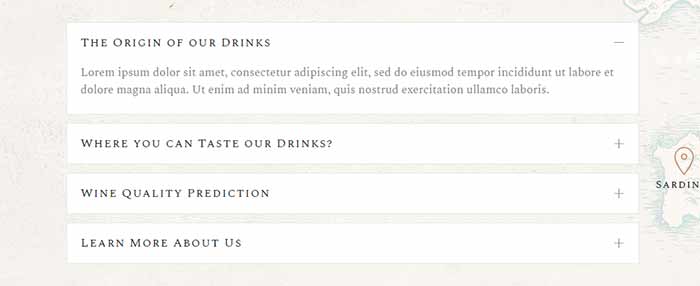 The Origin of our Drinks
Lorem ipsum dolor sit amet, consectetur adipiscing elit, sed do eiusmod tempor incididunt ut labore et
dolore magna aliqua. Ut enim ad minim veniam, quis nostrud exercitation ullamco laboris.
Where you can Taste our Drinks?
Sardin
Wine Quality Prediction
Learn More About Us